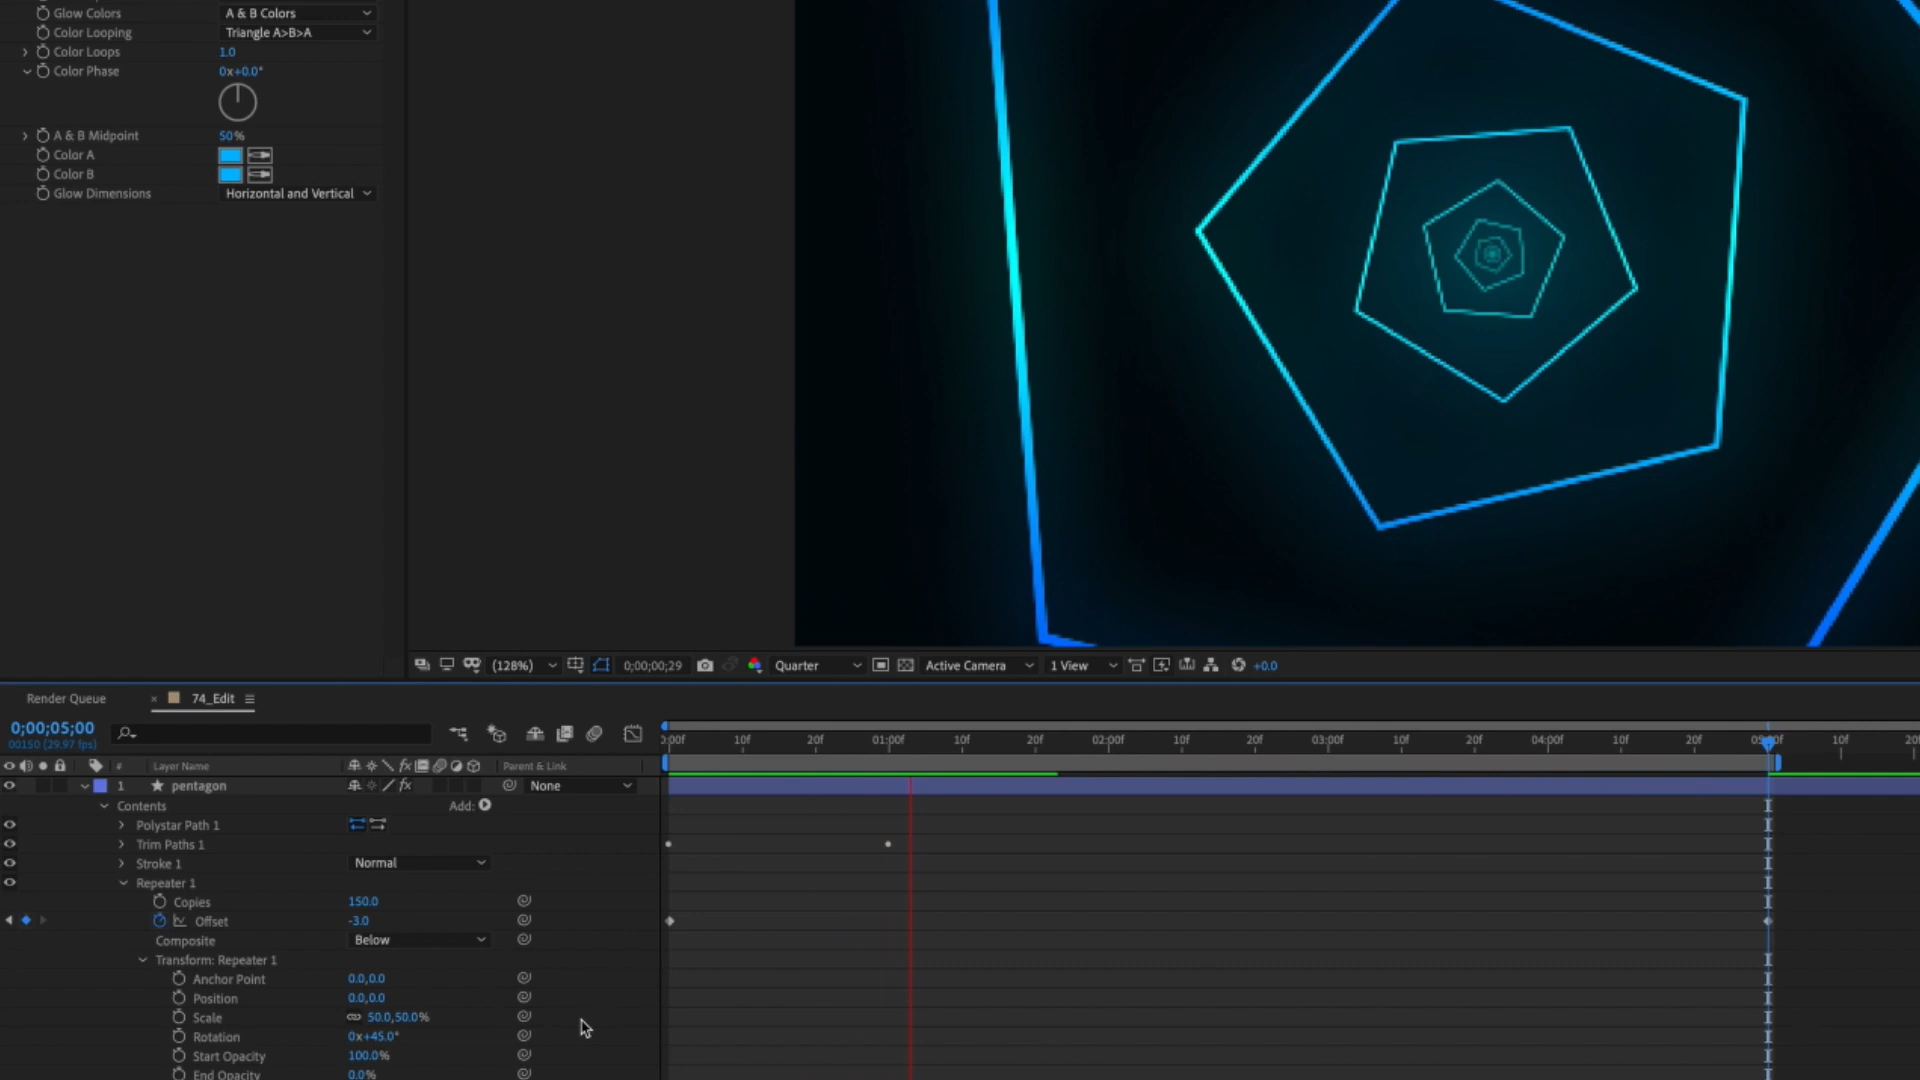 Glow Colors A & B Colors
Color Looping Triangle A>B>A
Color Loops 1.0
Color Phase 0x+0.0°
A & B Midpoint 50%
Color A
Color B
Glow Dimensions Horizontal and Vertical
(128%) 0;00;00;29 Quarter Active Camera 1 View +0.0
Render Queue × 74_Edit
0;00;05;00
00150 (29.97 fps)
):00f 10f 20f 01:00f 10f 20f 02:00f 10f 20f 03:00f 10f 20f 04:00f 10f 20f 10f 20
# Layer Name Parent & Link
1 pentagon None
Contents Add:
Polystar Path 1
Trim Paths 1
Stroke 1 Normal
Repeater 1
Copies 150.0
Offset -3.0
Composite Below
Transform: Repeater 1
Anchor Point 0.0,0.0
Position 0.0,0.0
Scale 50.0,50.0%
Rotation 0x+45.0°
Start Opacity 100.0%
End Opacity 0.0%